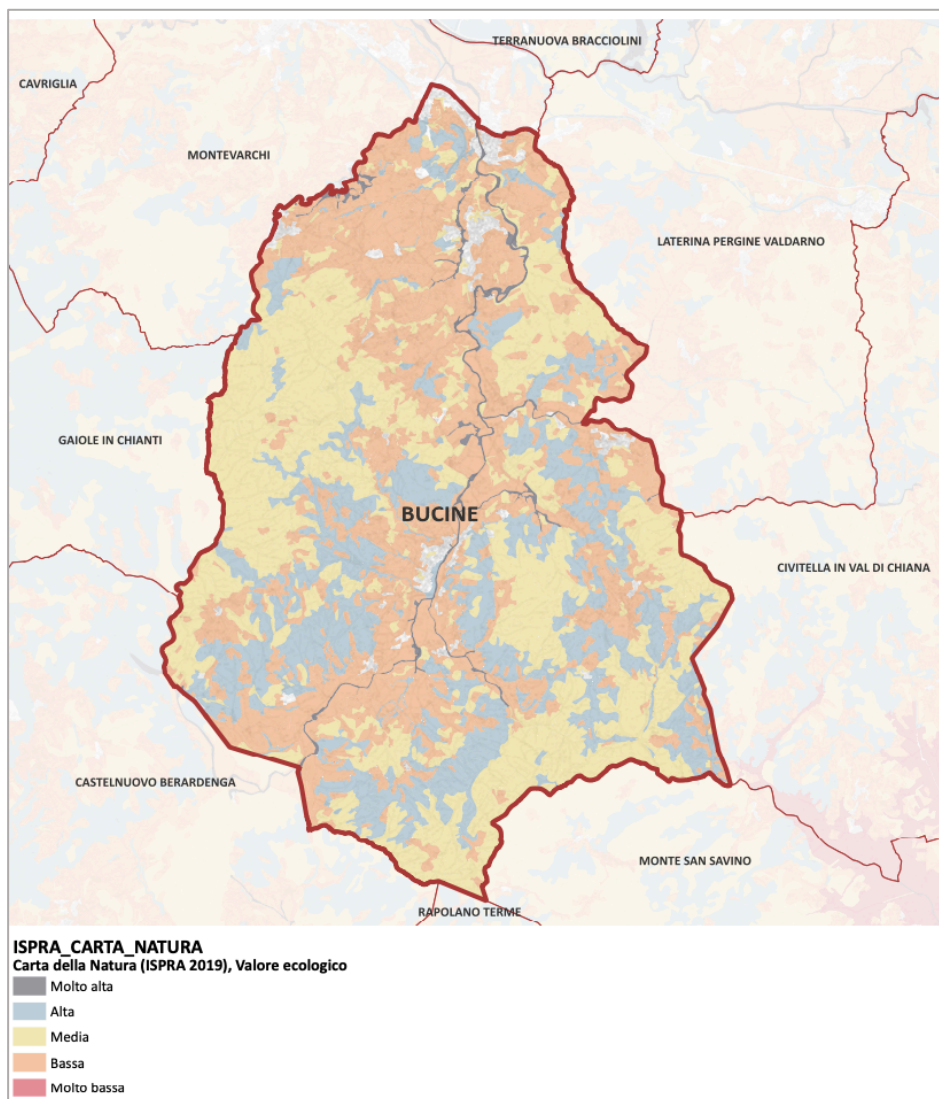 TERRANUOVA BRACCIOLINI
CAVRIGLIA
MONTEVARCHI
LATERINA PERGINE VALDARNO
GAIOLE IN CHIANTI
BUCINE
CIVITELLA IN VAL DI CHIANA
CASTELNUOVO BERARDENGA
MONTE SAN SAVINO
RAPOLANO TERME
ISPRA_CARTA_NATURA
Carta della Natura (ISPRA 2019), Valore ecologico
Molto alta
Alta
Media
Bassa
Molto bassa